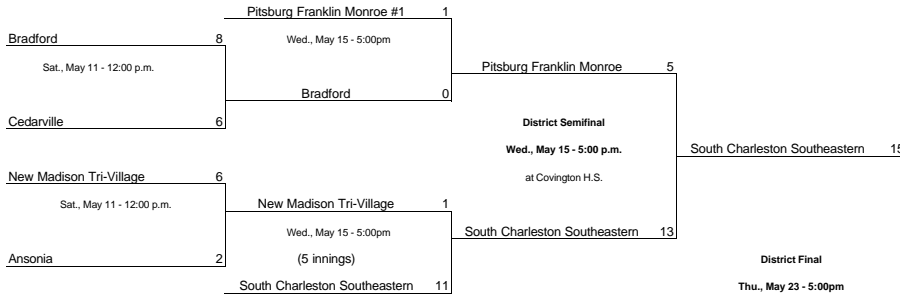 Pitsburg Franklin Monroe #1 1
Bradford 8
Wed., May 15 - 5:00pm
Sat., May 11 - 12:00 p.m.
Pitsburg Franklin Monroe 5
Bradford 0
Cedarville 6
District Semifinal
Wed., May 15 - 5:00 p.m.
South Charleston Southeastern 15
New Madison Tri-Village 6
at Covington H.S.
Sat., May 11 - 12:00 p.m.
New Madison Tri-Village 1
Wed., May 15 - 5:00pm
South Charleston Southeastern 13
Ansonia 2
(5 innings)
District Final
South Charleston Southeastern 11
Thu., May 23 - 5:00pm